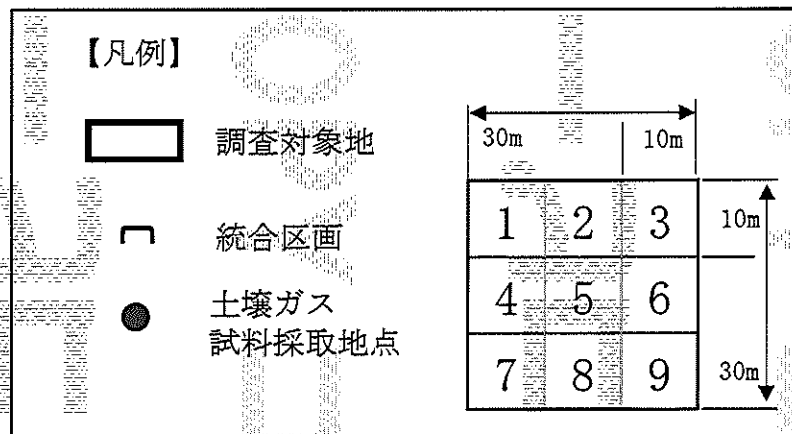 【凡例】
調査対象地
統合区画
土壌ガス
試料採取地点
30m
10m
1 2 3
10m
4 5 6
7 8 9
30m